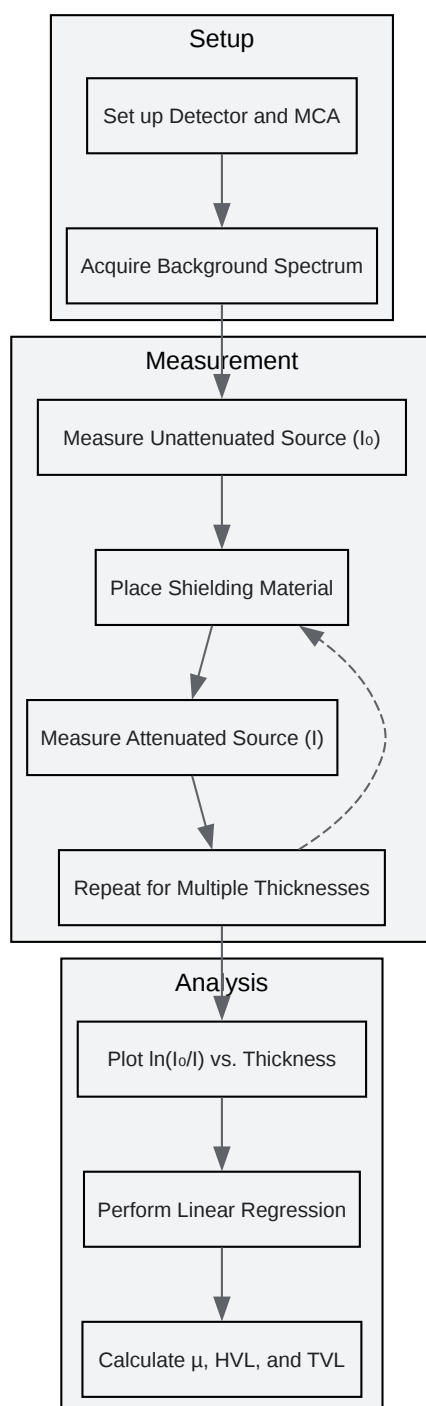 Setup
Set up Detector and MCA
Acquire Background Spectrum
Measurement
Measure Unattenuated Source (I₀)
Place Shielding Material
Measure Attenuated Source (I)
Repeat for Multiple Thicknesses
Analysis
Plot ln(I₀/I) vs. Thickness
Perform Linear Regression
Calculate µ, HVL, and TVL